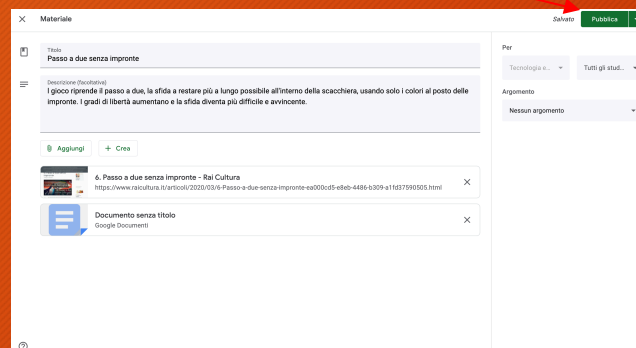 Materiale
Salvato
Pubblica
Titolo
Passo a due senza impronte
Descrizione (facoltativa)
I gioco riprende il passo a due, la sfida a restare più a lungo possibile all'interno della scacchiera, usando solo i colori al posto delle
impronte. I gradi di libertà aumentano e la sfida diventa più difficile e avvincente.
Aggiungi
Crea
6. Passo a due senza impronte - Rai Cultura
https://www.raicultura.it/articoli/2020/03/6-Passo-a-due-senza-impronte-ea000cd5-e8eb-4486-b309-a1fd37590505.html
Documento senza titolo
Google Documenti
Per
Tecnologia e...
Tutti gli stud...
Argomento
Nessun argomento